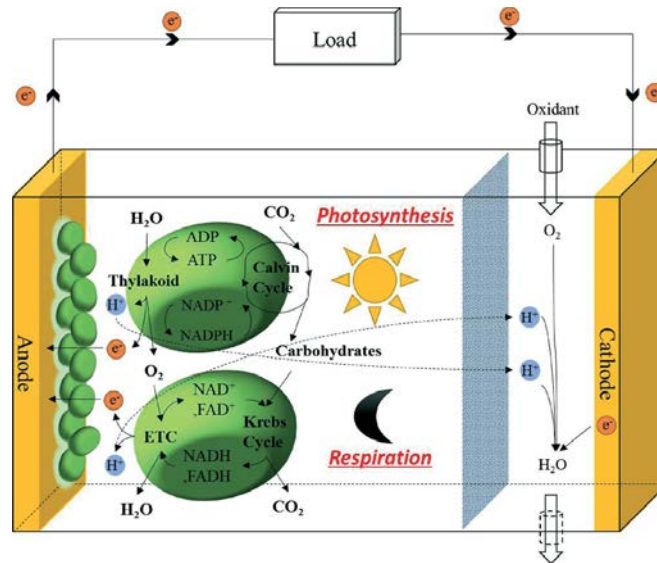 e-
e-
Load
e-
e-
Oxidant
H₂O
CO₂
Photosynthesis
ADP
ATP
Thylakoid
Calvin
Cycle
H⁺
NADP⁺
NADPH
e-
O₂
Carbohydrates
O₂
H⁺
H⁺
Anode
Cathode
e-
NAD⁺
,FAD⁺
ETC
Krebs
Cycle
NADH
,FADH
H⁺
H₂O
CO₂
Respiration
e-
H₂O